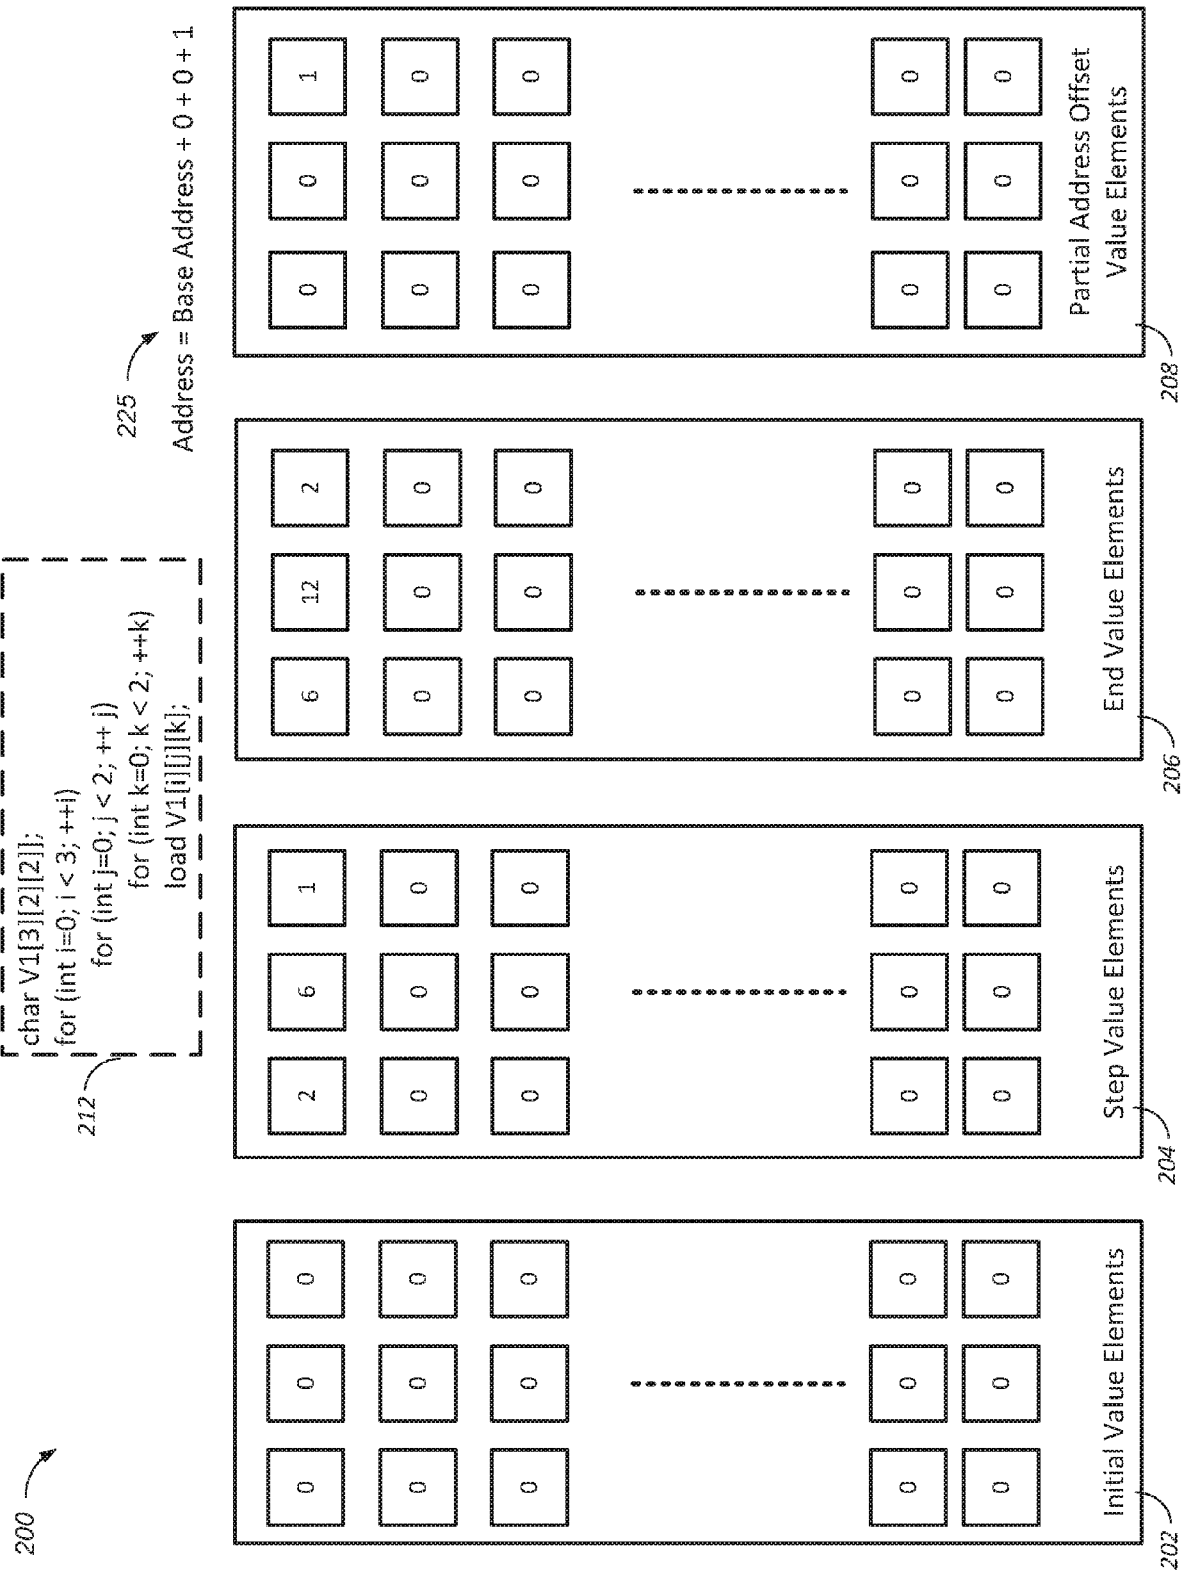 200
212
char V1[3][2][2];
for (int i=0; i < 3; ++i)
for (int j=0; j < 2; ++ j)
for (int k=0; k < 2; ++k)
load V1[i][j][k];
225
Address = Base Address + 0 + 0 + 1
0 0 0
0 0 0
0 0 0
0 0 0
0 0 0
Initial Value Elements
202
2 6 1
0 0 0
0 0 0
0 0 0
0 0 0
Step Value Elements
204
6 12 2
0 0 0
0 0 0
0 0 0
0 0 0
End Value Elements
206
0 0 1
0 0 0
0 0 0
0 0 0
0 0 0
Partial Address Offset
Value Elements
208